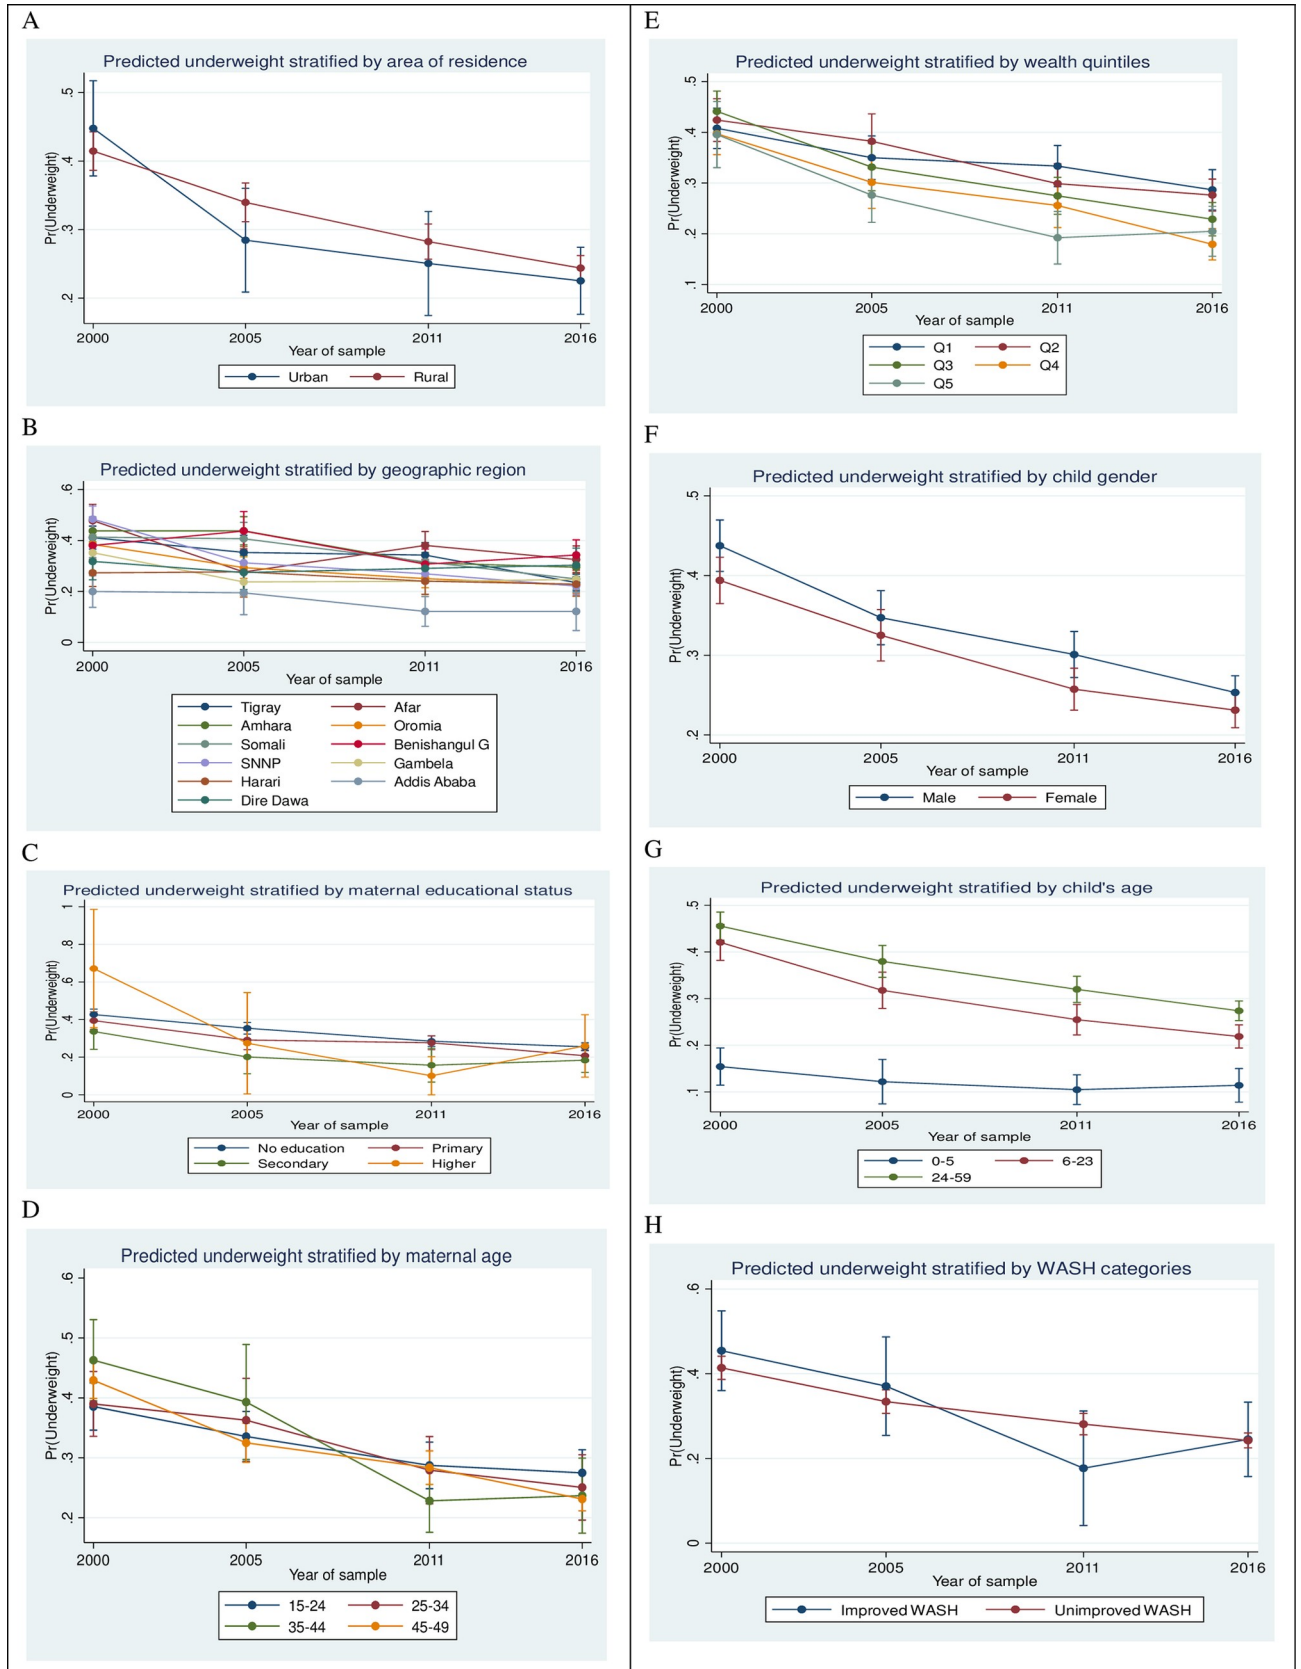 A
Predicted underweight stratified by area of residence
Pr(Underweight)
.5
.4
.3
.2
2000 2005 2011 2016
Year of sample
Urban Rural
B
Predicted underweight stratified by geographic region
Pr(Underweight)
.6
.4
.2
0
2000 2005 2011 2016
Year of sample
Tigray Afar
Amhara Oromia
Somali Benishangul G
SNNP Gambela
Harari Addis Ababa
Dire Dawa
C
Predicted underweight stratified by maternal educational status
Pr(Underweight)
1
.8
.6
.4
.2
0
2000 2005 2011 2016
Year of sample
No education Primary
Secondary Higher
D
Predicted underweight stratified by maternal age
Pr(Underweight)
.6
.5
.4
.3
.2
2000 2005 2011 2016
Year of sample
15-24 25-34
35-44 45-49
E
Predicted underweight stratified by wealth quintiles
Pr(Underweight)
.5
.4
.3
.2
.1
2000 2005 2011 2016
Year of sample
Q1 Q2
Q3 Q4
Q5
F
Predicted underweight stratified by child gender
Pr(Underweight)
.5
.4
.3
.2
2000 2005 2011 2016
Year of sample
Male Female
G
Predicted underweight stratified by child's age
Pr(Underweight)
.5
.4
.3
.2
.1
2000 2005 2011 2016
Year of sample
0-5 6-23
24-59
H
Predicted underweight stratified by WASH categories
Pr(Underweight)
.6
.4
.2
0
2000 2005 2011 2016
Year of sample
Improved WASH Unimproved WASH